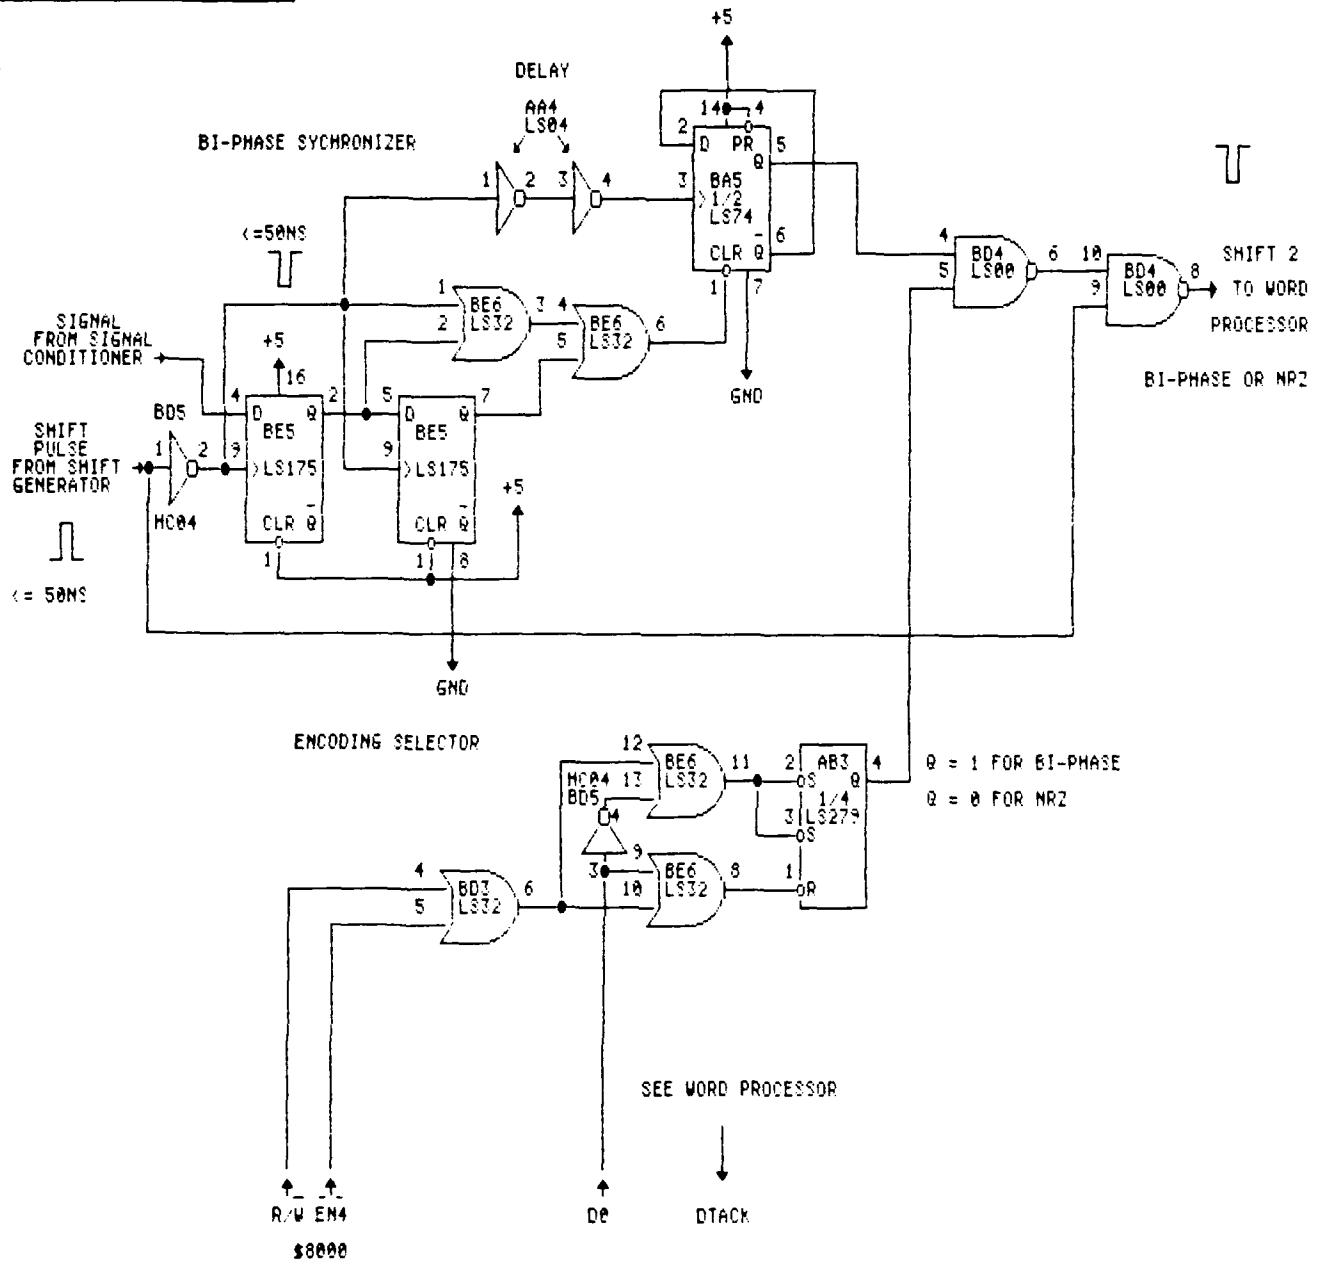 +5
DELAY
AA4
LS04
BI-PHASE SYCHRONIZER
14 4
2 D PR 5
Q
1 2 3 4 3 BA5
1/2
LS74
<=50NS
6
CLR Q
1 7
4 BD4 6 10 BD4 8
5 LS00 9 LS00
SHIFT 2
TO WORD
PROCESSOR
BI-PHASE OR NRZ
1 BE6 3 4 BE6 6
2 LS32 5 LS32
SIGNAL
FROM SIGNAL
CONDITIONER
+5
16
GND
4 D Q 2 5 D Q 7
BD5
BE5 BE5
SHIFT
PULSE
FROM SHIFT
GENERATOR
1 2 9 LS175 9 LS175
+5
HC04
CLR Q CLR Q
1 1 8
<= 50NS
GND
ENCODING SELECTOR
12 BE6 11 2 AB3 4
HC04 13 LS32 S Q
BD5
Q = 1 FOR BI-PHASE
Q = 0 FOR NRZ
1/4
3 LS279
4 S
9 BE6 8 1
3 10 LS32 R
4 BD3 6
5 LS32
SEE WORD PROCESSOR
R/W EN4 D0 DTACK
$8000